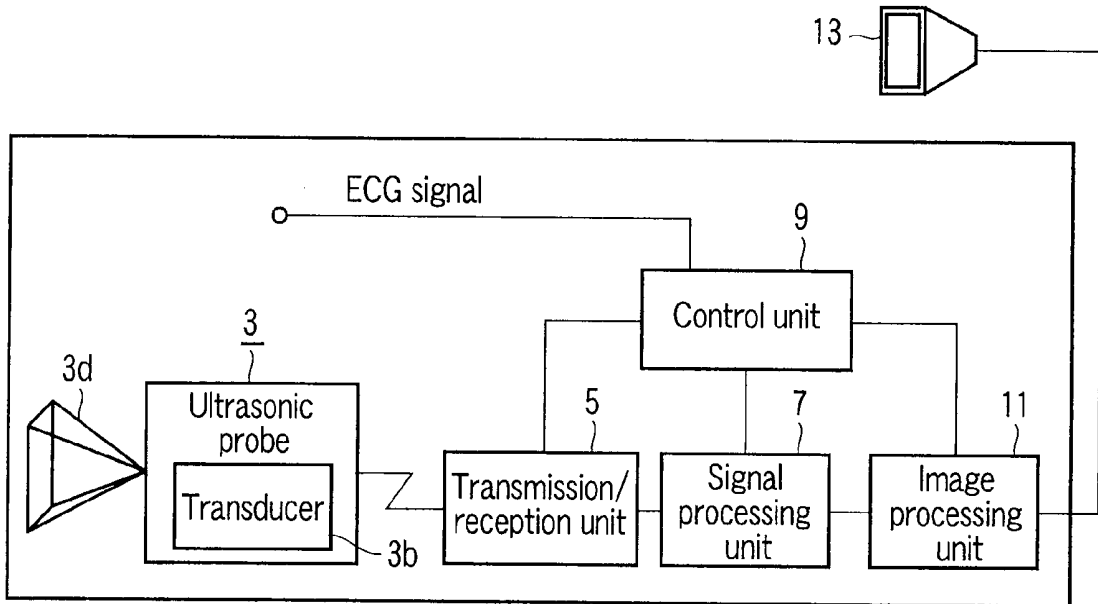 13
ECG signal
9
Control unit
3
3d
Ultrasonic
probe
Transducer
3b
5
Transmission/
reception unit
7
Signal
processing
unit
11
Image
processing
unit